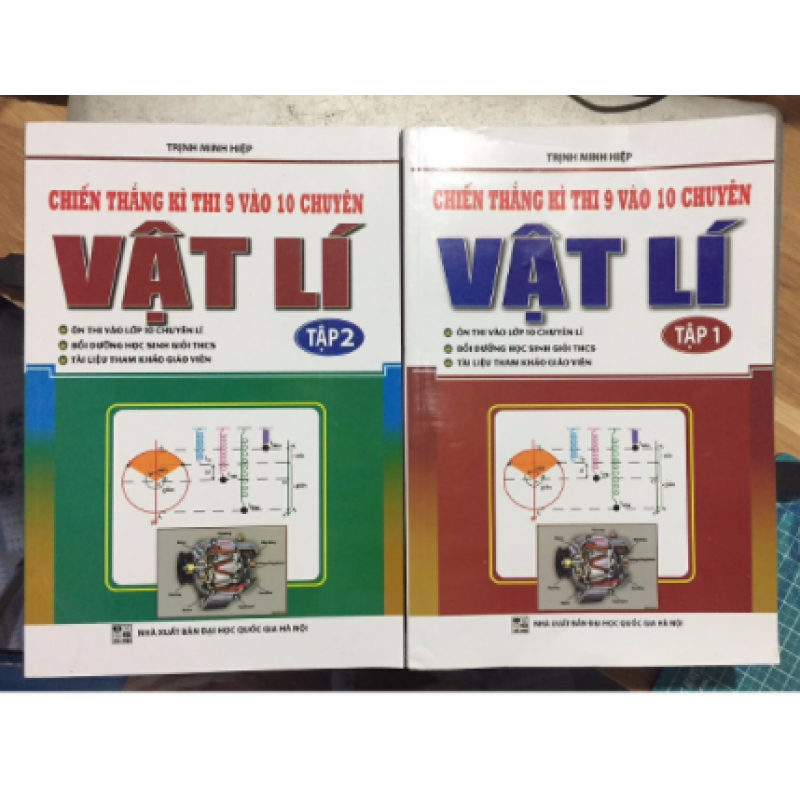 TRỊNH MINH HIỆP
CHIẾN THẮNG KÌ THI 9 VÀO 10 CHUYÊN
VẬT LÍ
TẬP 2
ÔN THI VÀO LỚP 10 CHUYÊN LÍ
BỒI DƯỠNG HỌC SINH GIỎI THCS
TÀI LIỆU THAM KHẢO GIÁO VIÊN
NHÀ XUẤT BẢN ĐẠI HỌC QUỐC GIA HÀ NỘI
TRỊNH MINH HIỆP
CHIẾN THẮNG KÌ THI 9 VÀO 10 CHUYÊN
VẬT LÍ
TẬP 1
ÔN THI VÀO LỚP 10 CHUYÊN LÍ
BỒI DƯỠNG HỌC SINH GIỎI THCS
TÀI LIỆU THAM KHẢO GIÁO VIÊN
NHÀ XUẤT BẢN ĐẠI HỌC QUỐC GIA HÀ NỘI